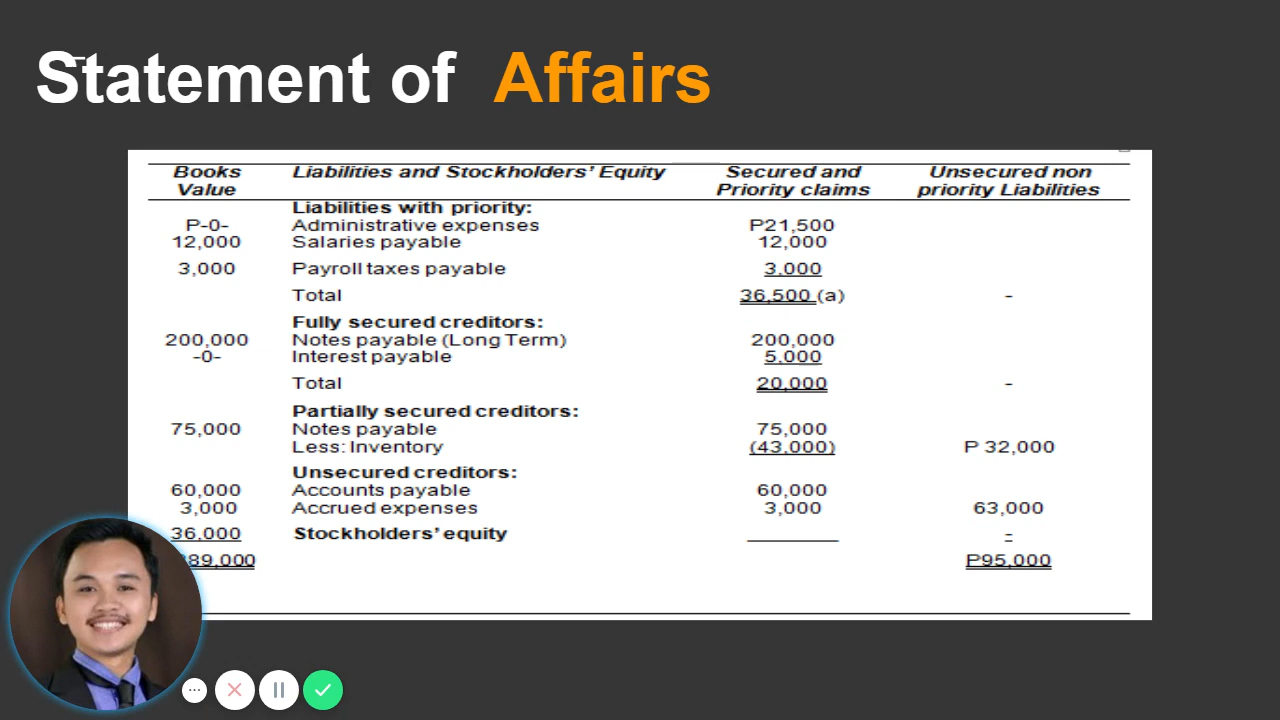 Statement of Affairs
Books Value Liabilities and Stockholders' Equity Secured and Priority claims Unsecured non priority Liabilities
Liabilities with priority:
P-0- Administrative expenses P21,500
12,000 Salaries payable 12,000
3,000 Payroll taxes payable 3,000
Total 36,500 (a) -
Fully secured creditors:
200,000 Notes payable (Long Term) 200,000
-0- Interest payable 5,000
Total 20,000 -
Partially secured creditors:
75,000 Notes payable 75,000
Less: Inventory (43,000) P 32,000
Unsecured creditors:
60,000 Accounts payable 60,000
3,000 Accrued expenses 3,000 63,000
36,000 Stockholders' equity -
89,000 P95,000